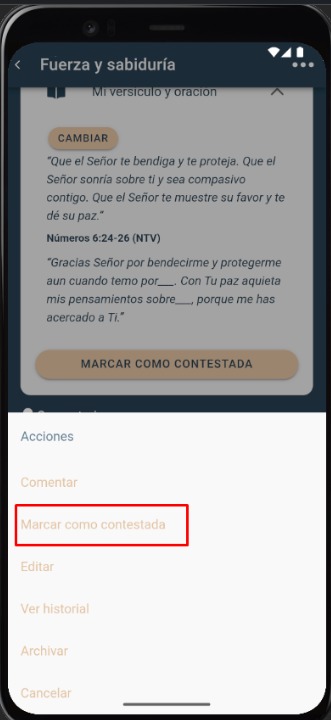 Fuerza y sabiduría
Mi versículo y oración
CAMBIAR
“Que el Señor te bendiga y te proteja. Que el
Señor sonría sobre ti y sea compasivo
contigo. Que el Señor te muestre su favor y te
dé su paz.”
Números 6:24-26 (NTV)
“Gracias Señor por bendecirme y protegerme
aun cuando temo por___. Con Tu paz aquieta
mis pensamientos sobre___, porque me has
acercado a Ti.”
MARCAR COMO CONTESTADA
Acciones
Comentar
Marcar como contestada
Editar
Ver historial
Archivar
Cancelar